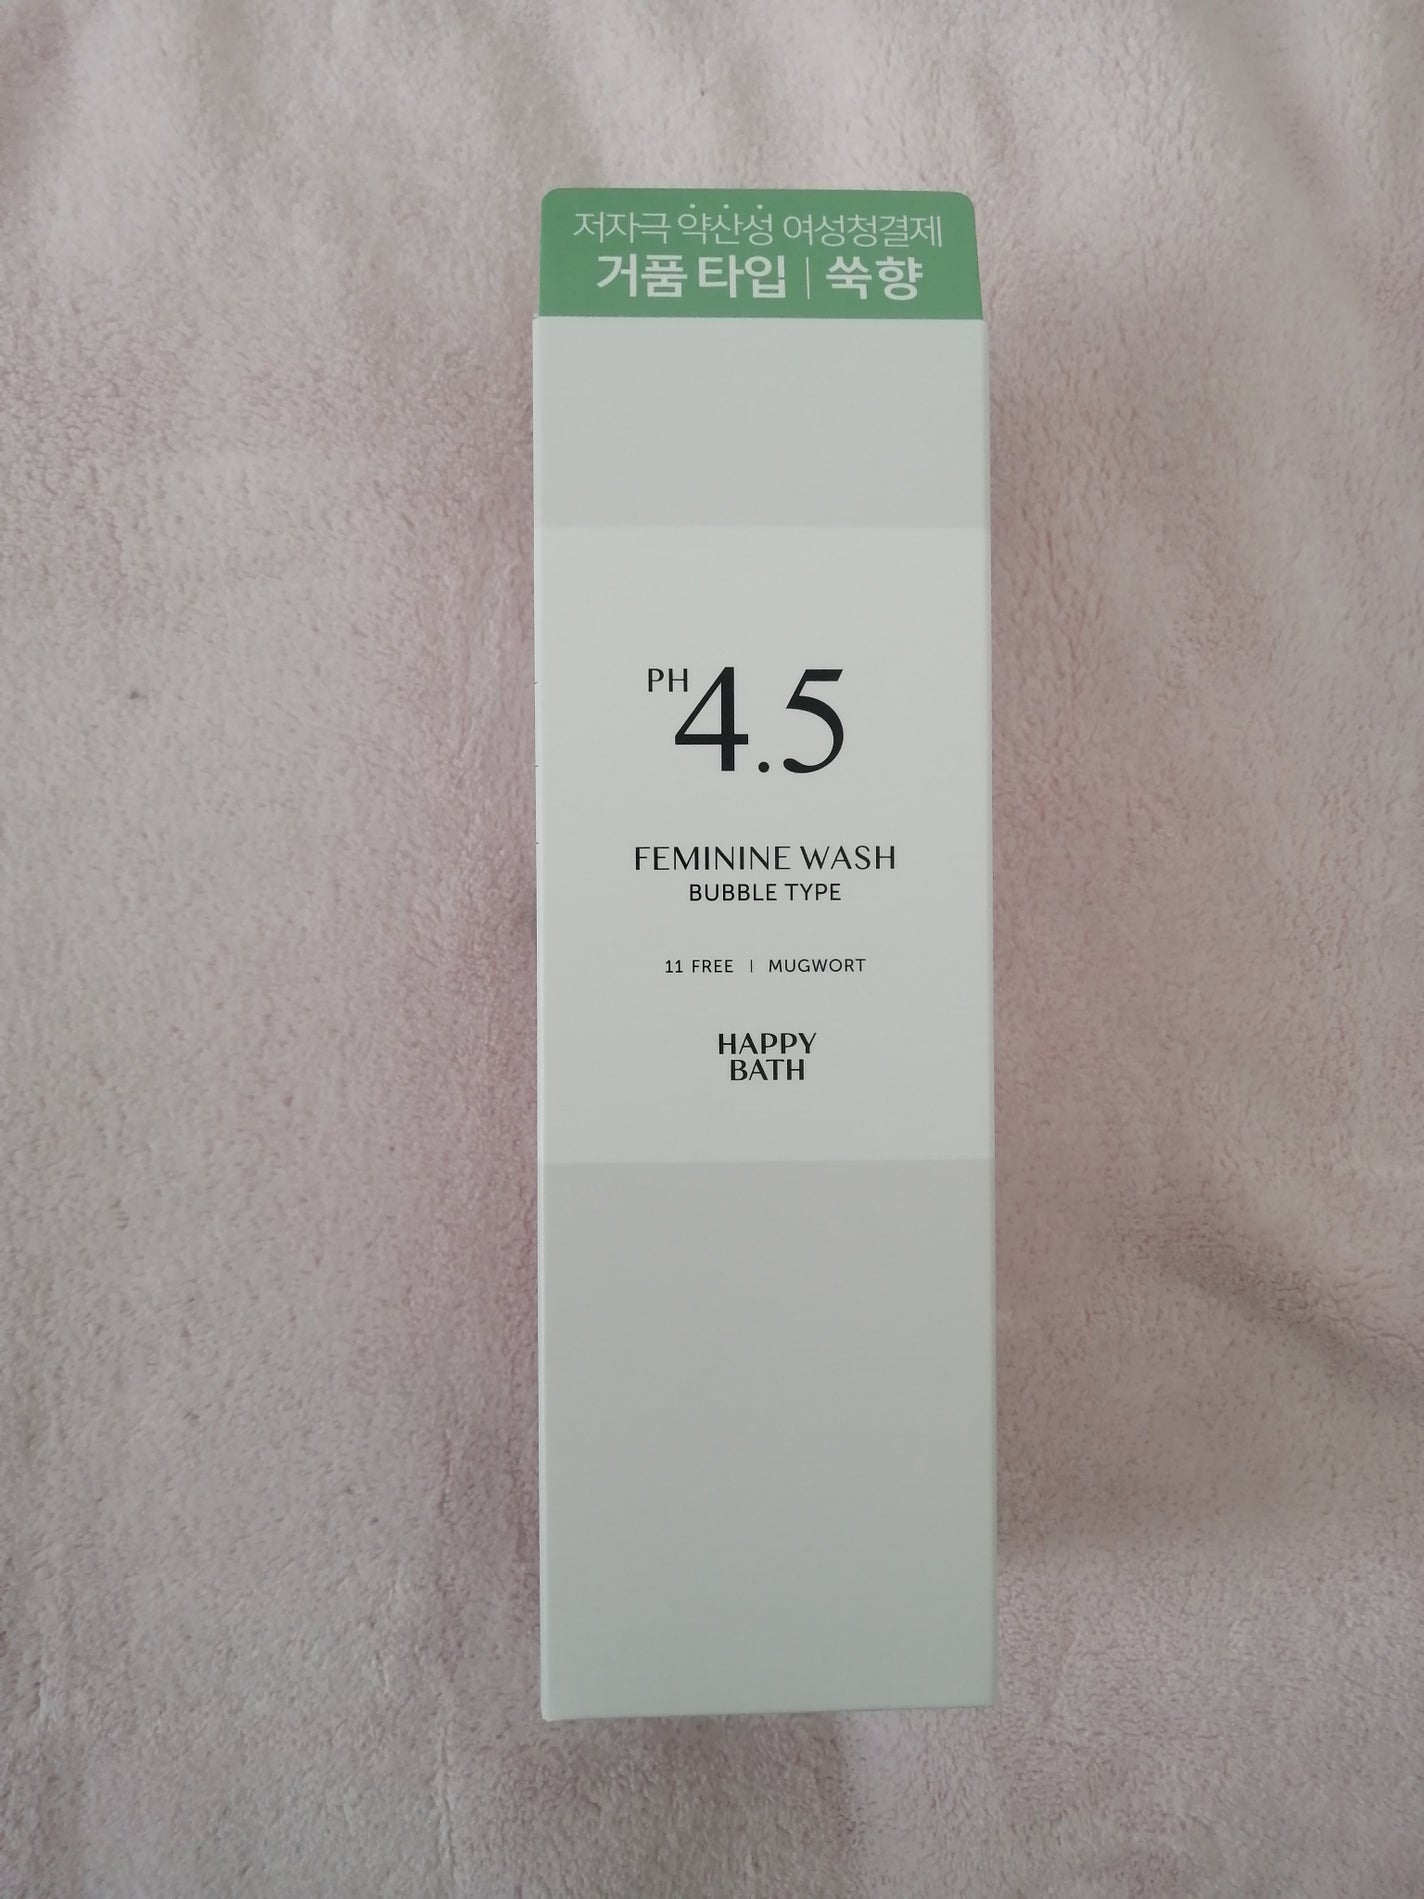 저자극 약산성 여성청결제
거품 타입 | 쑥향
PH 4.5
FEMININE WASH
BUBBLE TYPE
11 FREE | MUGWORT
HAPPY
BATH